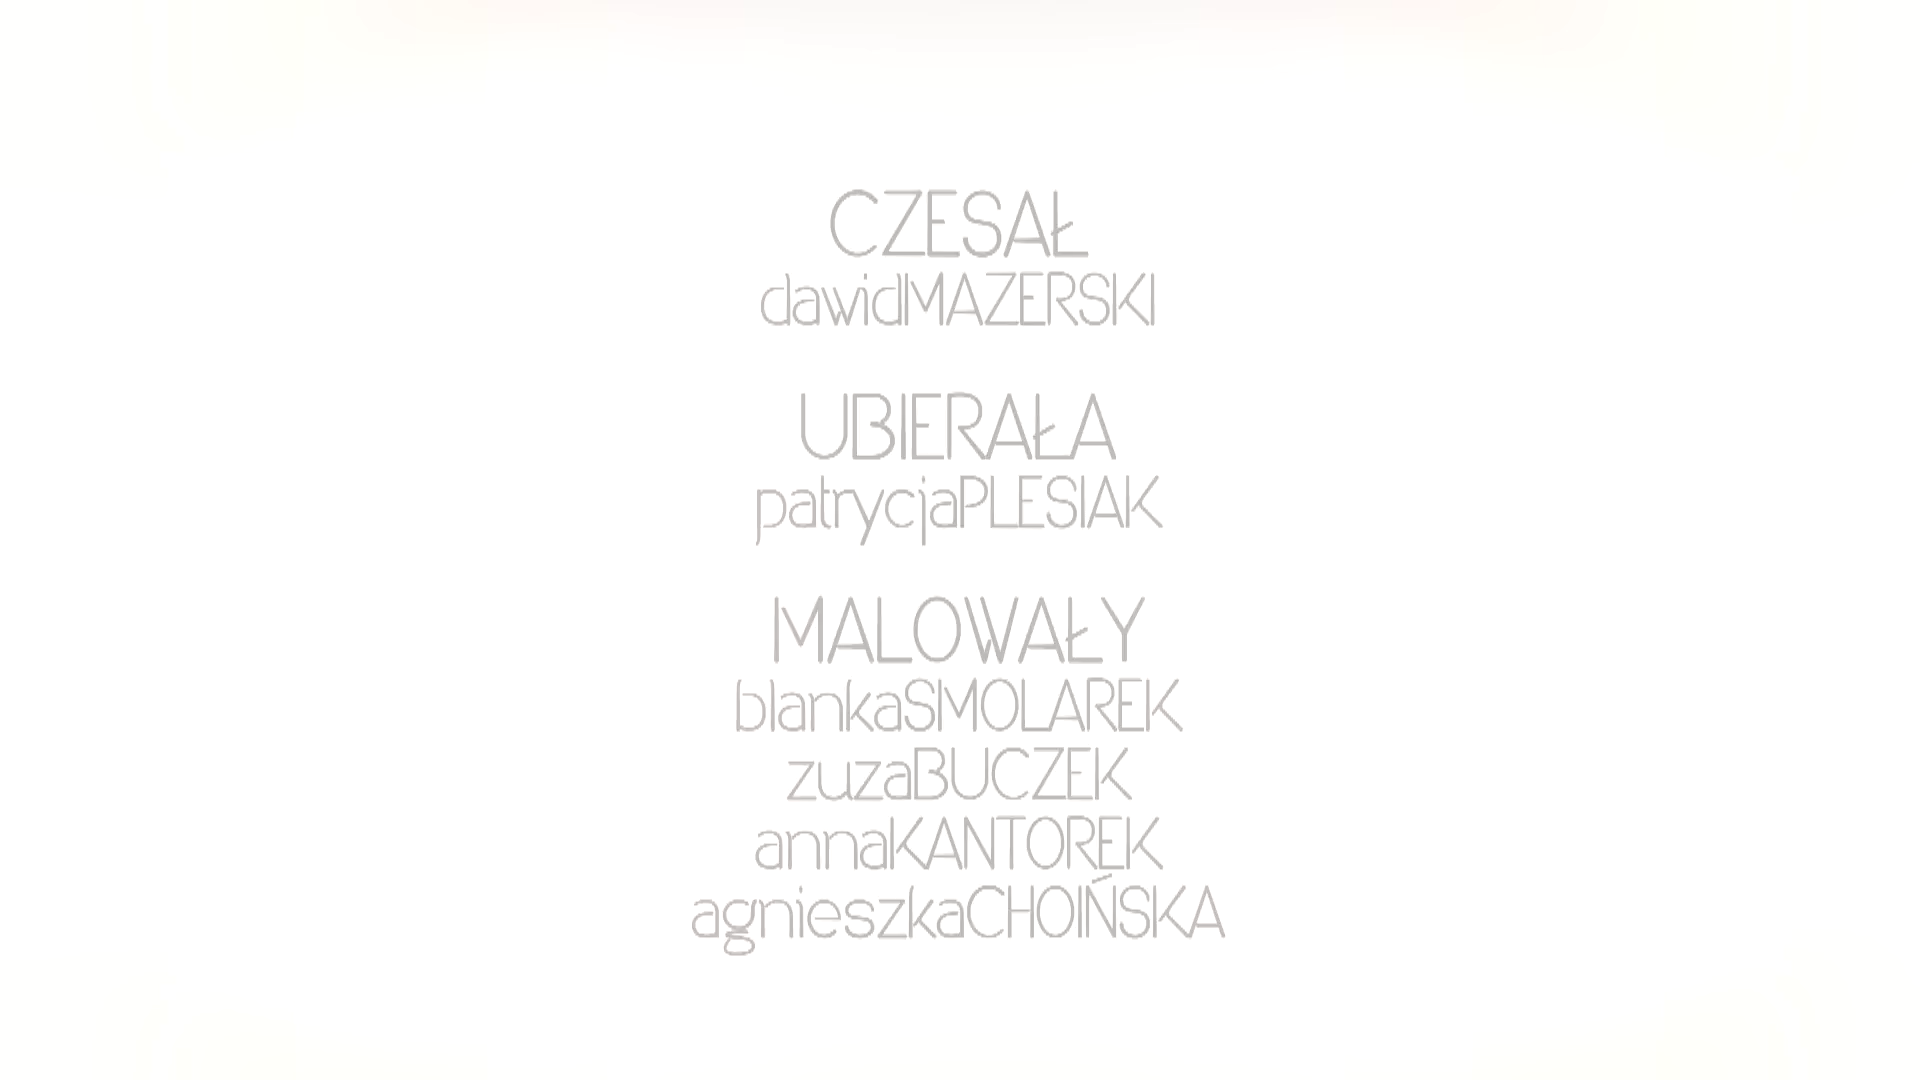 CZESAŁ
dawidMAZERSKI
UBIERAŁA
patrycjaPLESIAK
MALOWAŁY
blankaSMOLAREK
zuzaBUCZEK
annaKANTOREK
agnieszkaCHOIŃSKA